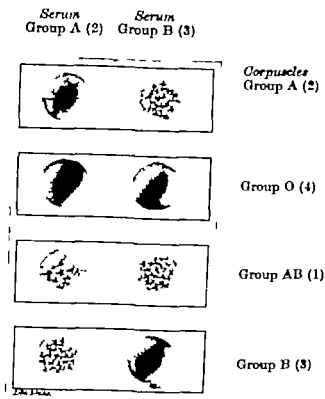 Serum Serum
Group A (2) Group B (3)
Corpuscles
Group A (2)
Group O (4)
Group AB (1)
Group B (3)